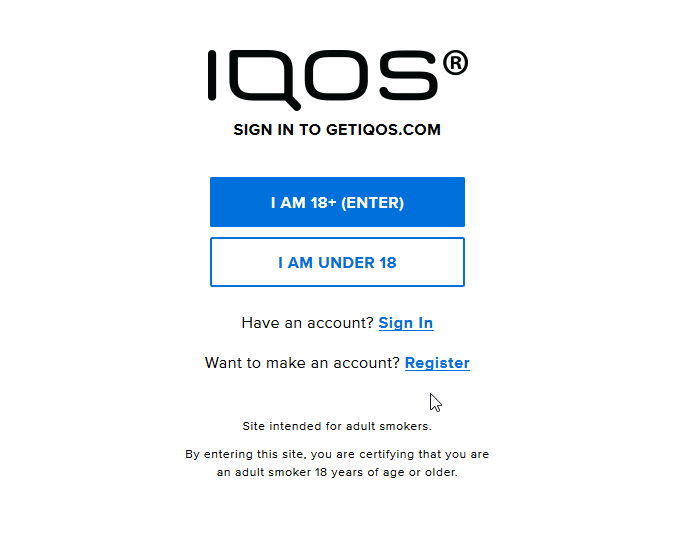 IQOS®
SIGN IN TO GETIQOS.COM
I AM 18+ (ENTER)
I AM UNDER 18
Have an account? Sign In
Want to make an account? Register
Site intended for adult smokers.
By entering this site, you are certifying that you are
an adult smoker 18 years of age or older.